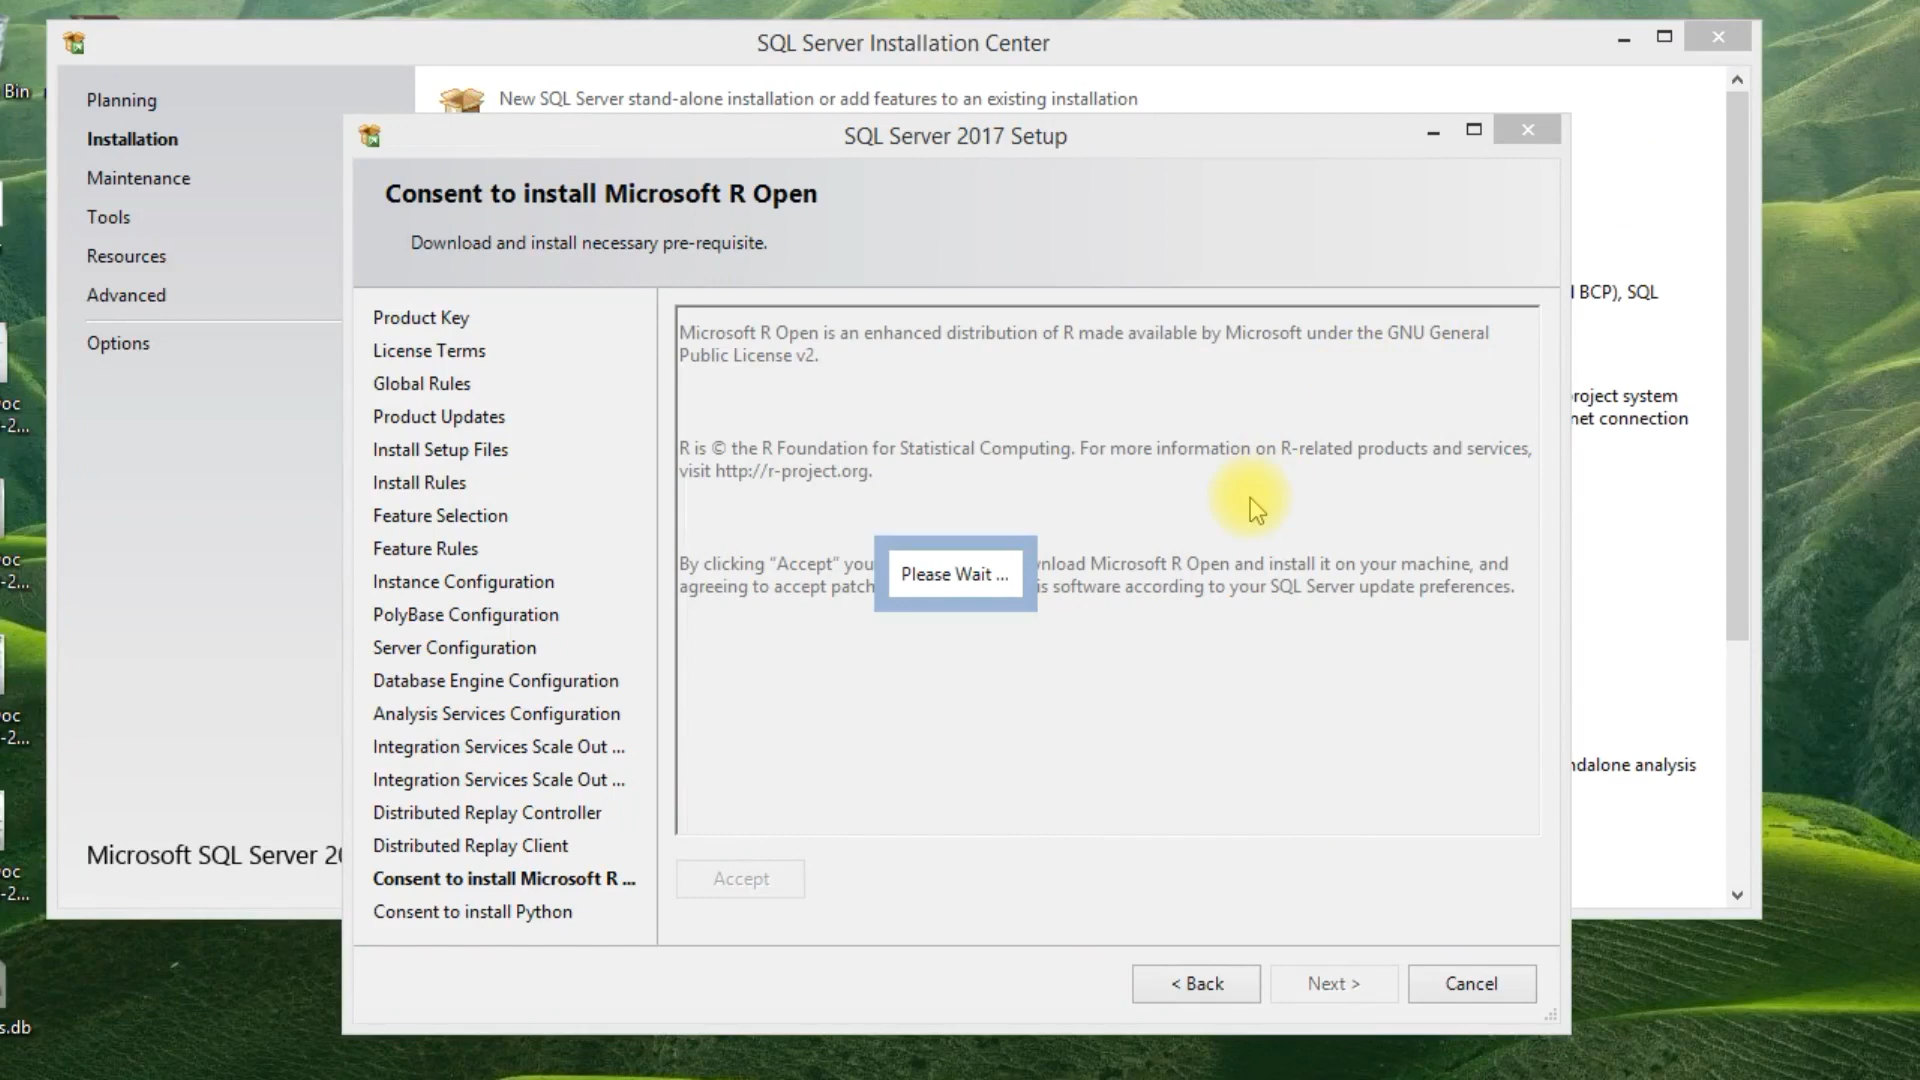 SQL Server Installation Center
Bin
Planning
Installation
Maintenance
Tools
Resources
Advanced
Options
Microsoft SQL Server
New SQL Server stand-alone installation or add features to an existing installation
BCP), SQL
project system
connection
analysis
SQL Server 2017 Setup
Consent to install Microsoft R Open
Download and install necessary pre-requisite.
Product Key
License Terms
Global Rules
Product Updates
Install Setup Files
Install Rules
Feature Selection
Feature Rules
Instance Configuration
PolyBase Configuration
Server Configuration
Database Engine Configuration
Analysis Services Configuration
Integration Services Scale Out ...
Integration Services Scale Out ...
Distributed Replay Controller
Distributed Replay Client
Consent to install Microsoft R ...
Consent to install Python
Microsoft R Open is an enhanced distribution of R made available by Microsoft under the GNU General
Public License v2.
R is © the R Foundation for Statistical Computing. For more information on R-related products and services,
visit http://r-project.org.
By clicking “Accept” you Microsoft R Open and install it on your machine, and
agreeing to accept patch software according to your SQL Server update preferences.
Please Wait ...
Accept
< Back
Next >
Cancel